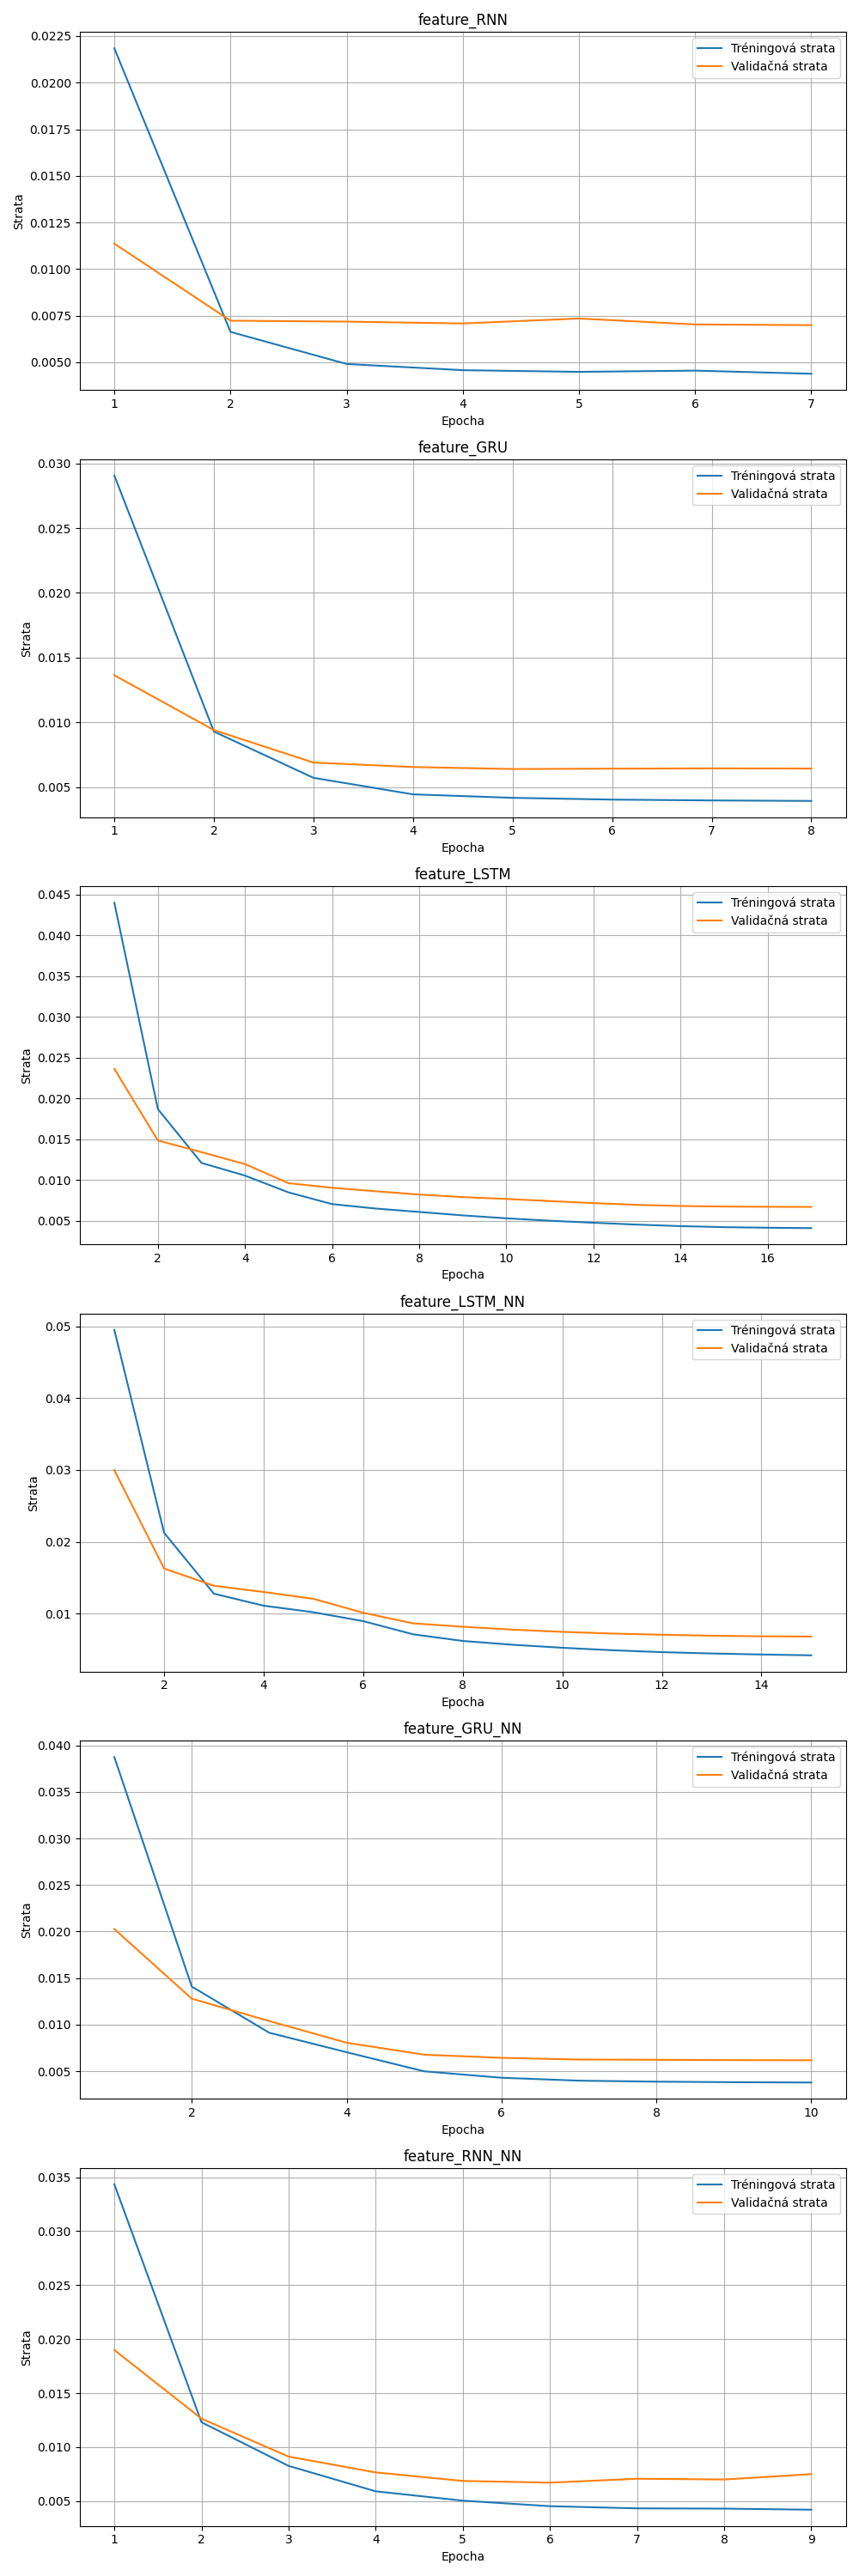 feature_RNN
0.0225
0.0200
0.0175
0.0150
0.0125
0.0100
0.0075
0.0050
Strata
Tréningová strata
Validačná strata
1 2 3 4 5 6 7
Epocha
feature_GRU
0.030
0.025
0.020
0.015
0.010
0.005
Strata
Tréningová strata
Validačná strata
1 2 3 4 5 6 7 8
Epocha
feature_LSTM
0.045
0.040
0.035
0.030
0.025
0.020
0.015
0.010
0.005
Strata
Tréningová strata
Validačná strata
2 4 6 8 10 12 14 16
Epocha
feature_LSTM_NN
0.05
0.04
0.03
0.02
0.01
Strata
Tréningová strata
Validačná strata
2 4 6 8 10 12 14
Epocha
feature_GRU_NN
0.040
0.035
0.030
0.025
0.020
0.015
0.010
0.005
Strata
Tréningová strata
Validačná strata
2 4 6 8 10
Epocha
feature_RNN_NN
0.035
0.030
0.025
0.020
0.015
0.010
0.005
Strata
Tréningová strata
Validačná strata
1 2 3 4 5 6 7 8 9
Epocha